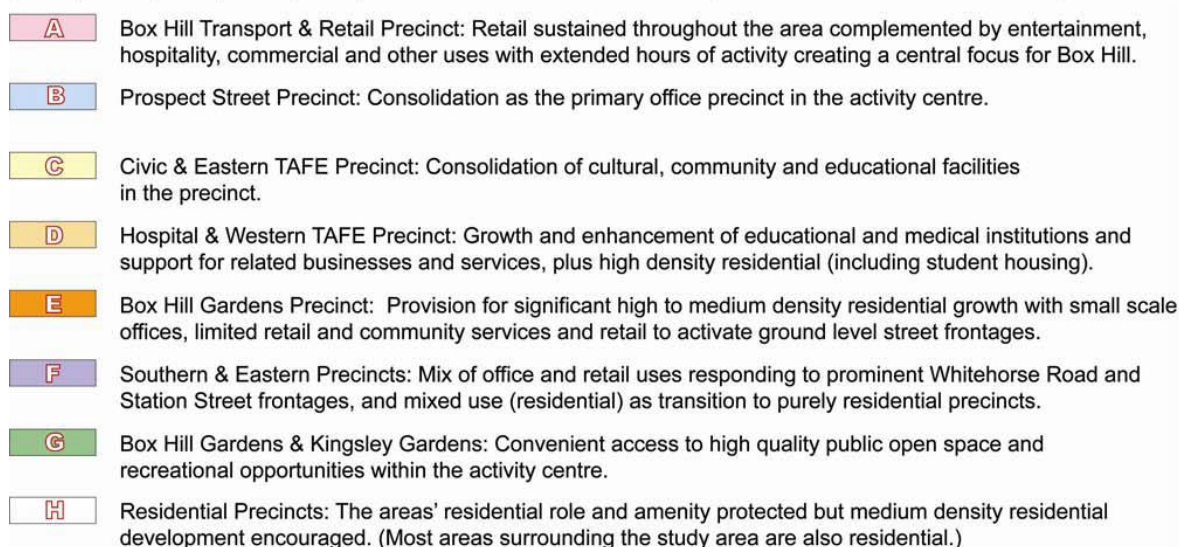 A Box Hill Transport & Retail Precinct: Retail sustained throughout the area complemented by entertainment,
hospitality, commercial and other uses with extended hours of activity creating a central focus for Box Hill.
B Prospect Street Precinct: Consolidation as the primary office precinct in the activity centre.
C Civic & Eastern TAFE Precinct: Consolidation of cultural, community and educational facilities
in the precinct.
D Hospital & Western TAFE Precinct: Growth and enhancement of educational and medical institutions and
support for related businesses and services, plus high density residential (including student housing).
E Box Hill Gardens Precinct: Provision for significant high to medium density residential growth with small scale
offices, limited retail and community services and retail to activate ground level street frontages.
F Southern & Eastern Precincts: Mix of office and retail uses responding to prominent Whitehorse Road and
Station Street frontages, and mixed use (residential) as transition to purely residential precincts.
G Box Hill Gardens & Kingsley Gardens: Convenient access to high quality public open space and
recreational opportunities within the activity centre.
H Residential Precincts: The areas' residential role and amenity protected but medium density residential
development encouraged. (Most areas surrounding the study area are also residential.)